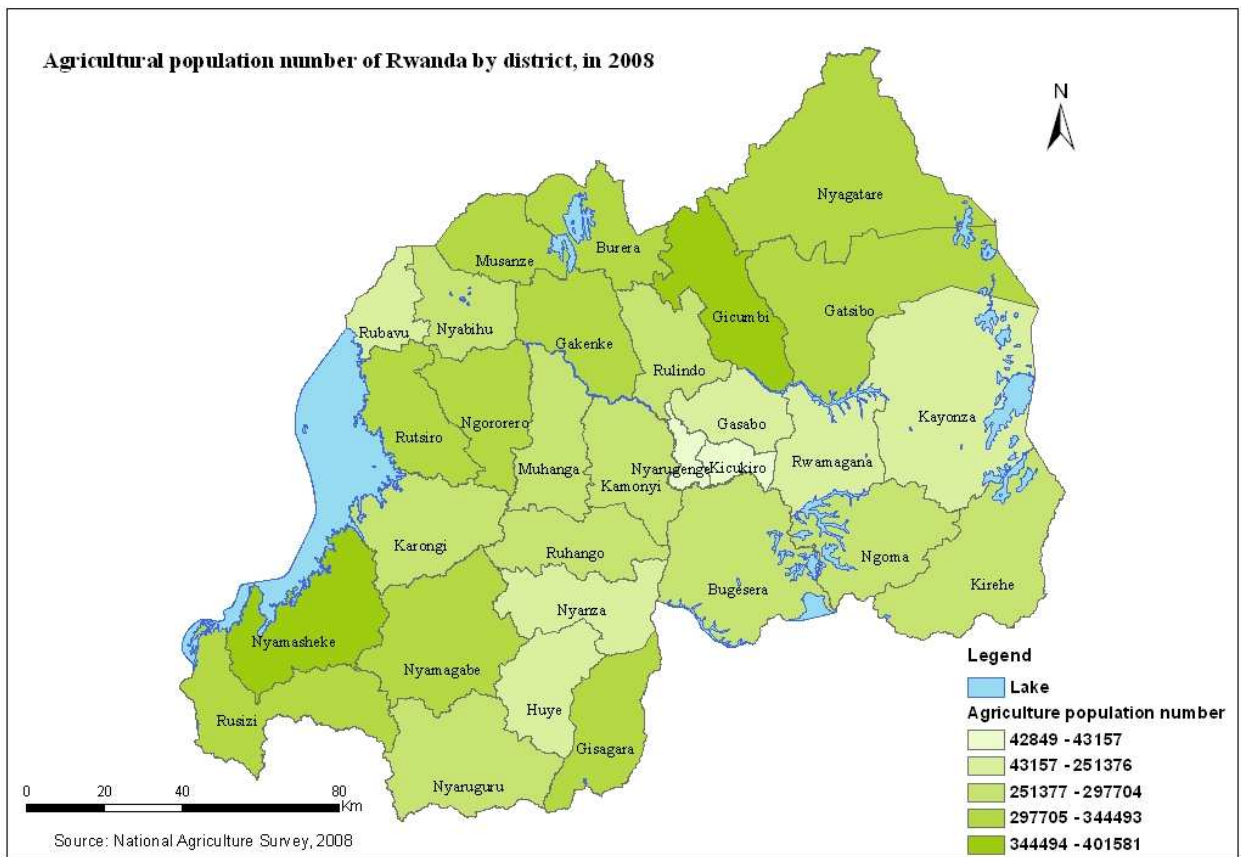 Agricultural population number of Rwanda by district, in 2008
N
Nyagatare
Musanze
Burera
Gicumbi
Gatsibo
Rubavu
Nyabihu
Gakenke
Rulindo
Kayonza
Rutsiro
Ngororero
Gasabo
Muhanga
Kamonyi
Nyarugenge
Kicukiro
Rwamagana
Karongi
Ruhango
Bugesera
Ngoma
Kirehe
Nyanza
Nyamasheke
Nyamagabe
Huye
Rusizi
Gisagara
Nyaruguru
Legend
Lake
Agriculture population number
42849 - 43157
43157 - 251376
251377 - 297704
297705 - 344493
344494 - 401581
0 20 40 80
Km
Source: National Agriculture Survey, 2008